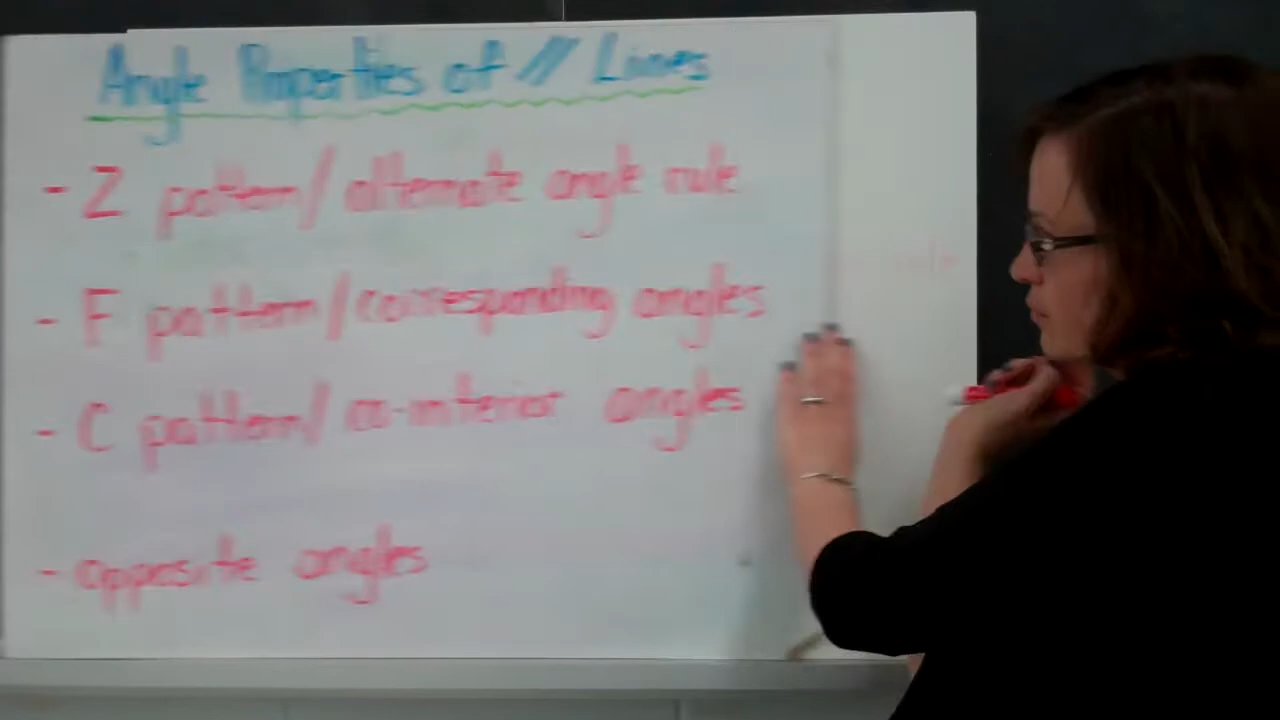 Angle Properties of // Lines
- Z pattern/alternate angle rule
- F pattern/corresponding angles
- C pattern/co-interior angles
- opposite angles